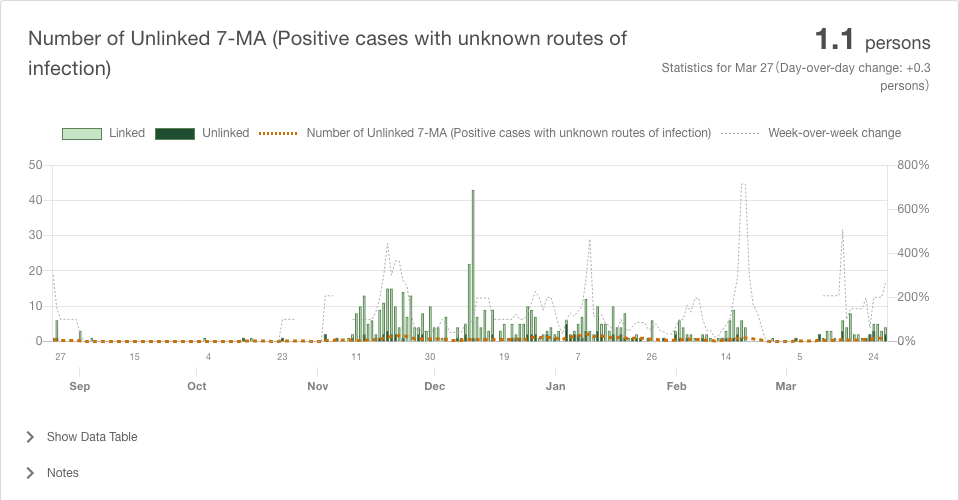 Number of Unlinked 7-MA (Positive cases with unknown routes of
infection)
1.1 persons
Statistics for Mar 27(Day-over-day change: +0.3
persons)
Linked
Unlinked
Number of Unlinked 7-MA (Positive cases with unknown routes of infection)
Week-over-week change
50
40
30
20
10
0
800%
600%
400%
200%
0%
27 15 4 23 11 30 19 7 26 14 5 24
Sep Oct Nov Dec Jan Feb Mar
Show Data Table
Notes